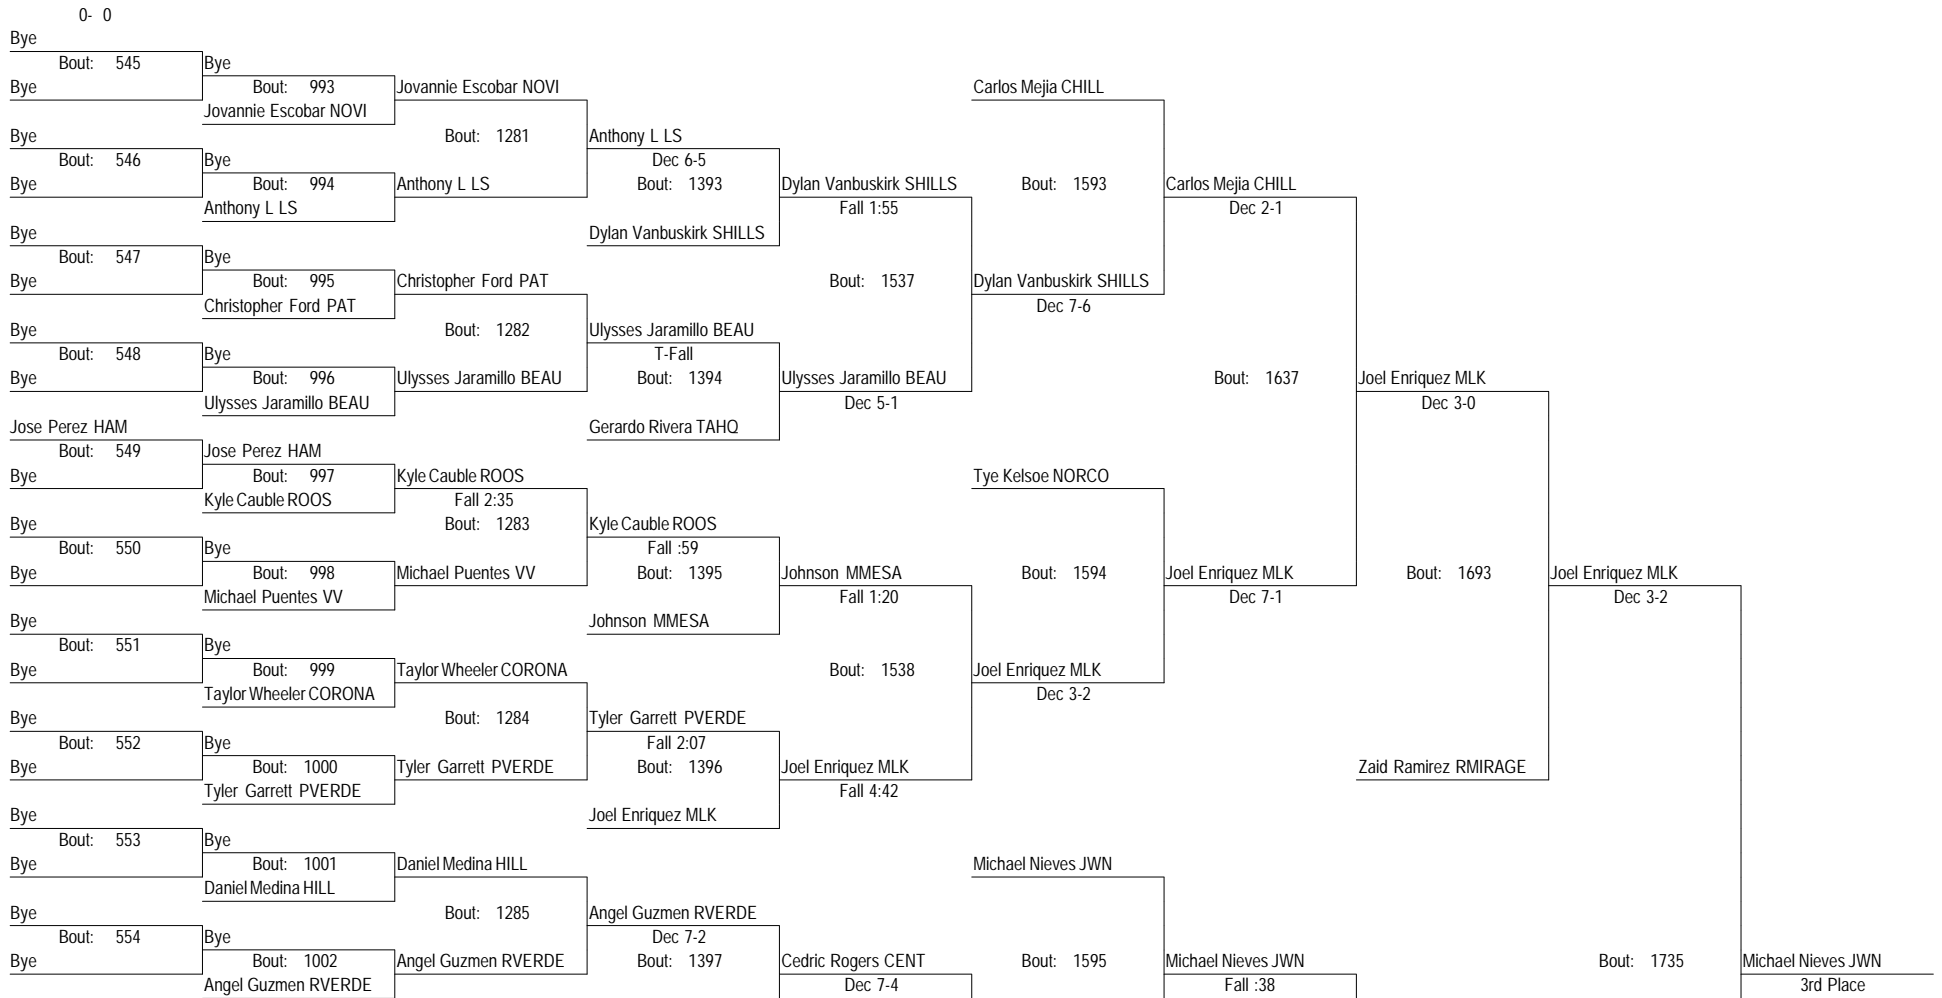 0- 0
Bye
Bout: 545 Bye
Bye Bout: 993 Jovannie Escobar NOVI Carlos Mejia CHILL
Jovannie Escobar NOVI
Bye Bout: 1281 Anthony L LS
Bout: 546 Bye Dec 6-5
Bye Bout: 994 Anthony L LS Bout: 1393 Dylan Vanbuskirk SHILLS Bout: 1593 Carlos Mejia CHILL
Anthony L LS Fall 1:55 Dec 2-1
Bye Dylan Vanbuskirk SHILLS
Bout: 547 Bye
Bye Bout: 995 Christopher Ford PAT Bout: 1537 Dylan Vanbuskirk SHILLS
Christopher Ford PAT Dec 7-6
Bye Bout: 1282 Ulysses Jaramillo BEAU
Bout: 548 Bye T-Fall
Bye Bout: 996 Ulysses Jaramillo BEAU Bout: 1394 Ulysses Jaramillo BEAU Bout: 1637 Joel Enriquez MLK
Ulysses Jaramillo BEAU Dec 5-1 Dec 3-0
Jose Perez HAM Gerardo Rivera TAHQ
Bout: 549 Jose Perez HAM
Bye Bout: 997 Kyle Cauble ROOS Tye Kelsoe NORCO
Kyle Cauble ROOS Fall 2:35
Bye Bout: 1283 Kyle Cauble ROOS
Bout: 550 Bye Fall :59
Bye Bout: 998 Michael Puentes VV Bout: 1395 Johnson MMESA Bout: 1594 Joel Enriquez MLK Bout: 1693 Joel Enriquez MLK
Michael Puentes VV Fall 1:20 Dec 7-1 Dec 3-2
Bye Johnson MMESA
Bout: 551 Bye
Bye Bout: 999 Taylor Wheeler CORONA Bout: 1538 Joel Enriquez MLK
Taylor Wheeler CORONA Dec 3-2
Bye Bout: 1284 Tyler Garrett PVERDE
Bout: 552 Bye Fall 2:07
Bye Bout: 1000 Tyler Garrett PVERDE Bout: 1396 Joel Enriquez MLK Zaid Ramirez RMIRAGE
Tyler Garrett PVERDE Fall 4:42
Bye Joel Enriquez MLK
Bout: 553 Bye
Bye Bout: 1001 Daniel Medina HILL Michael Nieves JWN
Daniel Medina HILL
Bye Bout: 1285 Angel Guzmen RVERDE
Bout: 554 Bye Dec 7-2
Bye Bout: 1002 Angel Guzmen RVERDE Bout: 1397 Cedric Rogers CENT Bout: 1595 Michael Nieves JWN Bout: 1735 Michael Nieves JWN
Angel Guzmen RVERDE Dec 7-4 Fall :38 3rd Place